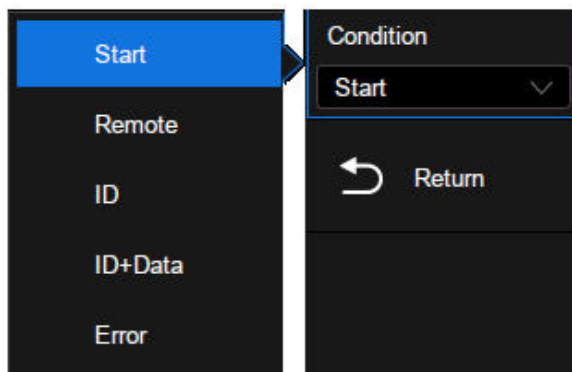 Start
Remote
ID
ID+Data
Error
Condition
Start
Return